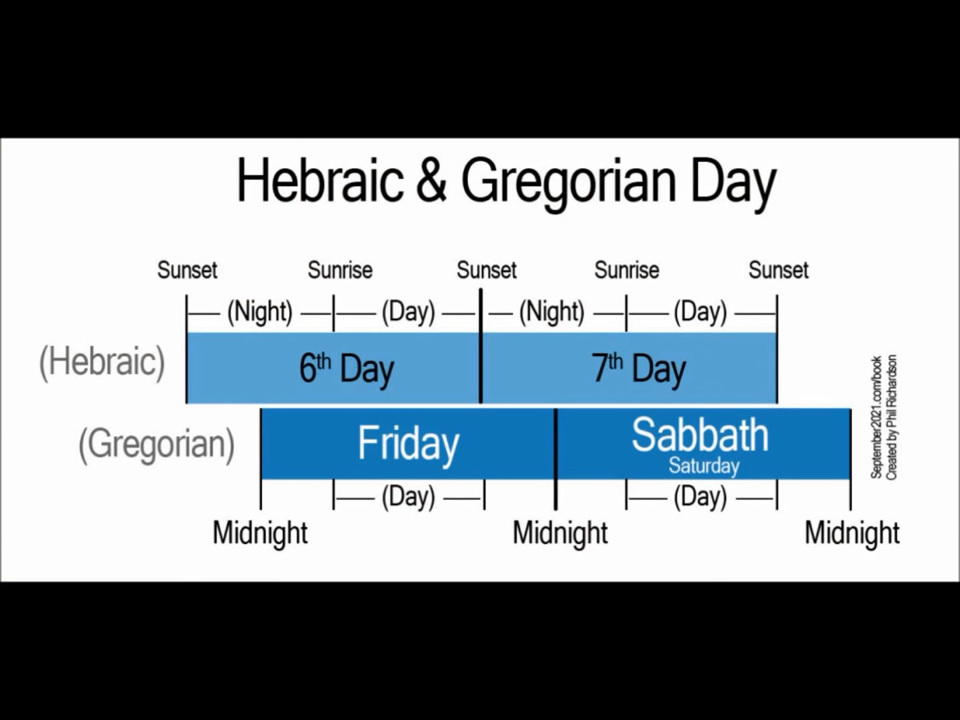 Hebraic & Gregorian Day
Sunset Sunrise Sunset Sunrise Sunset
(Night) (Day) (Night) (Day)
(Hebraic) 6th Day 7th Day
(Gregorian) Friday Sabbath
Saturday
(Day) (Day)
Midnight Midnight Midnight
September2021.com/book
Created by Phil Richardson